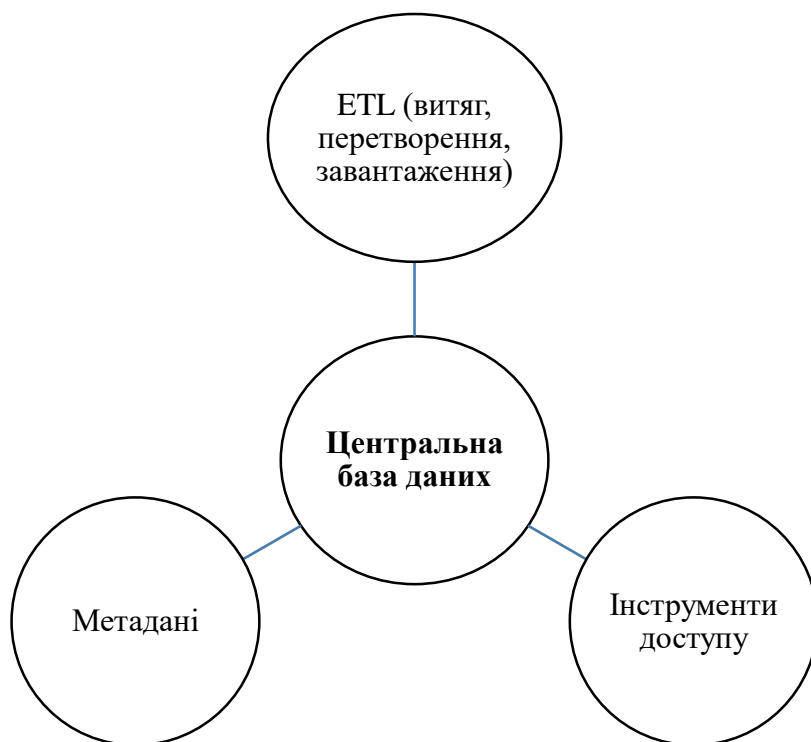 ETL (витяг,
перетворення,
завантаження)
Центральна
база даних
Метадані
Інструменти
доступу